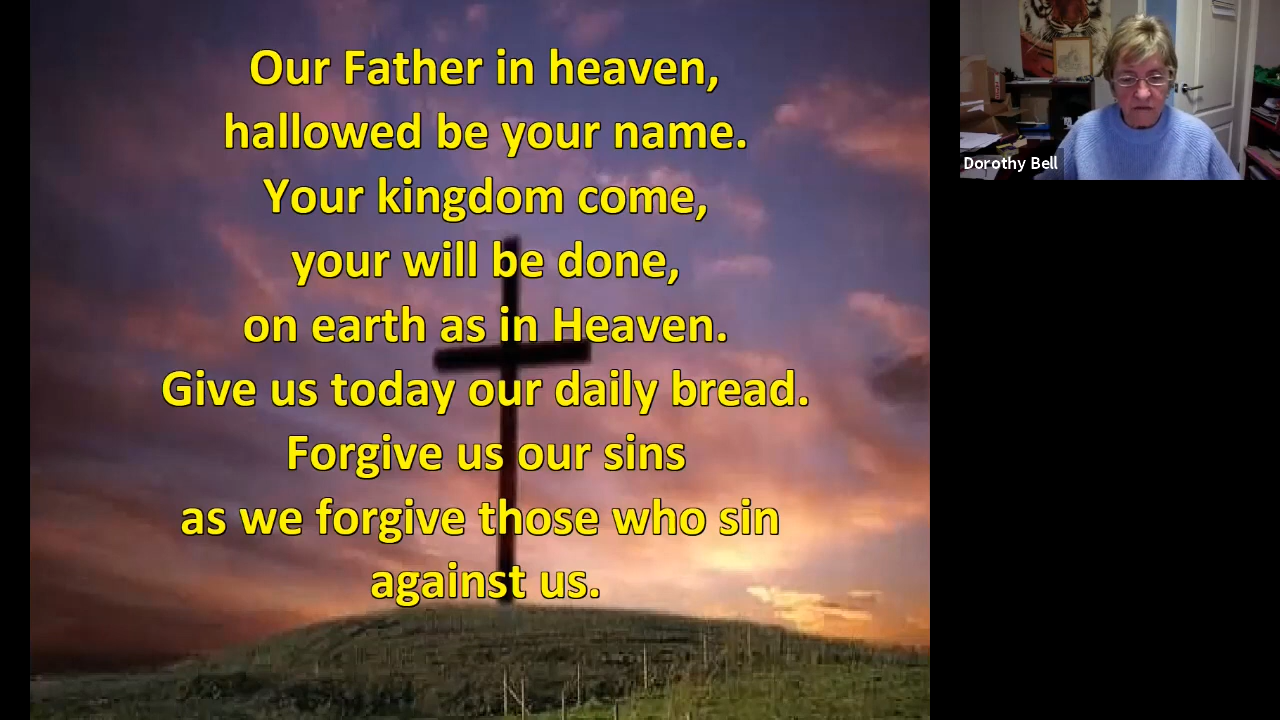 Our Father in heaven,
hallowed be your name.
Your kingdom come,
your will be done,
on earth as in Heaven.
Give us today our daily bread.
Forgive us our sins
as we forgive those who sin
against us.
Dorothy Bell